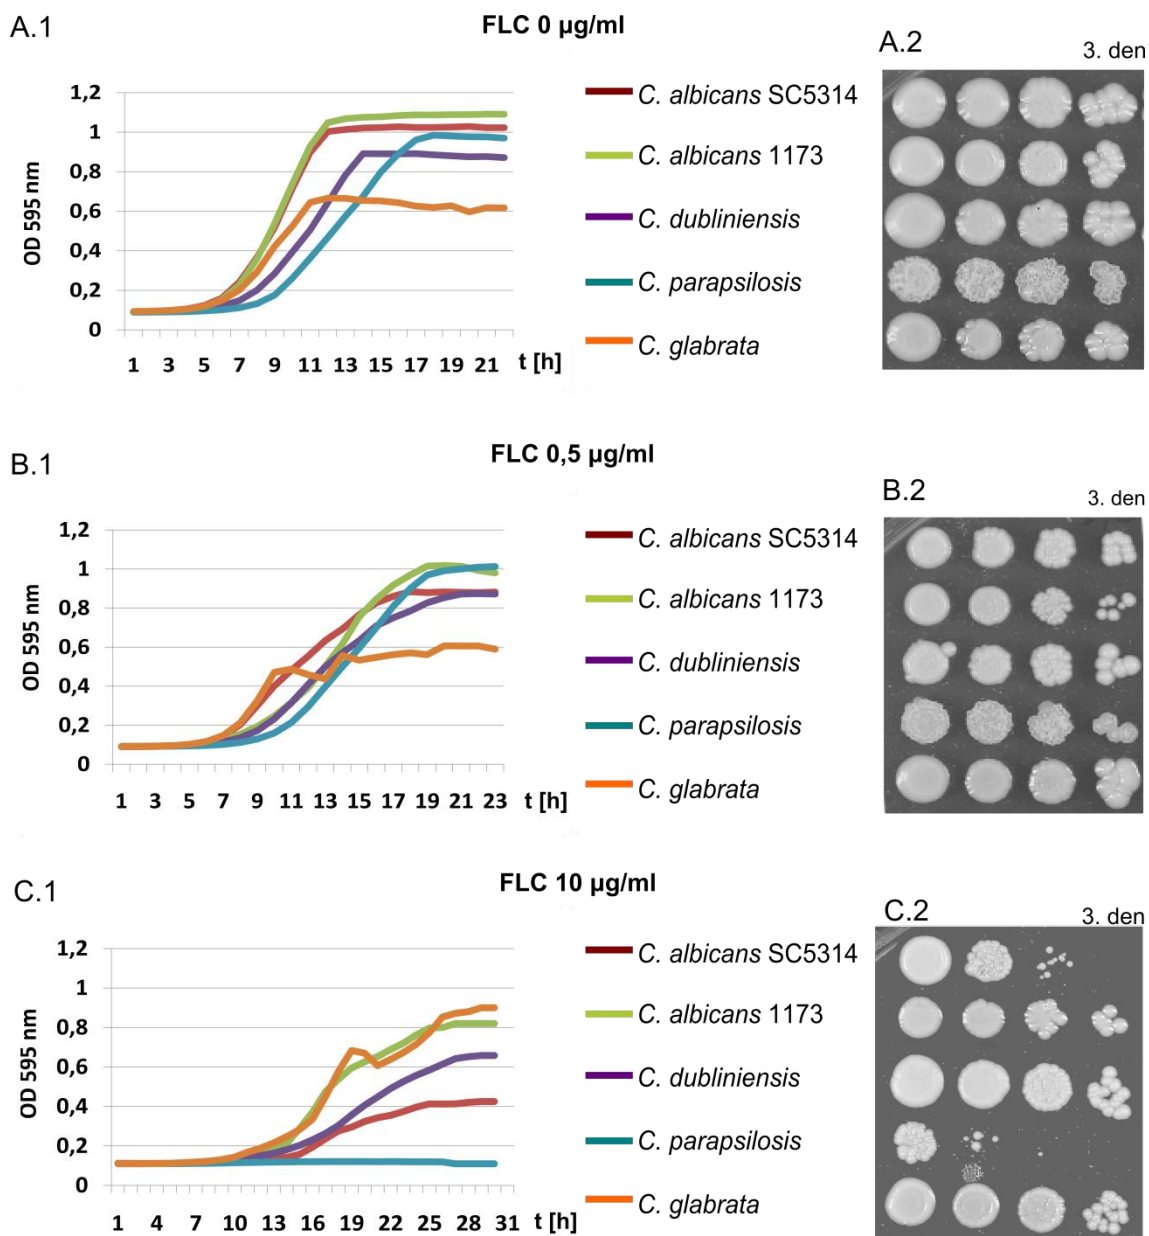 A.1
FLC 0 µg/ml
A.2
3. den
1,2
1
0,8
0,6
0,4
0,2
0
OD 595 nm
1 3 5 7 9 11 13 15 17 19 21 t [h]
C. albicans SC5314
C. albicans 1173
C. dubliniensis
C. parapsilosis
C. glabrata
B.1
FLC 0,5 µg/ml
B.2
3. den
1,2
1
0,8
0,6
0,4
0,2
0
OD 595 nm
1 3 5 7 9 11 13 15 17 19 21 23 t [h]
C. albicans SC5314
C. albicans 1173
C. dubliniensis
C. parapsilosis
C. glabrata
C.1
FLC 10 µg/ml
C.2
3. den
1,2
1
0,8
0,6
0,4
0,2
0
OD 595 nm
1 4 7 10 13 16 19 22 25 28 31 t [h]
C. albicans SC5314
C. albicans 1173
C. dubliniensis
C. parapsilosis
C. glabrata